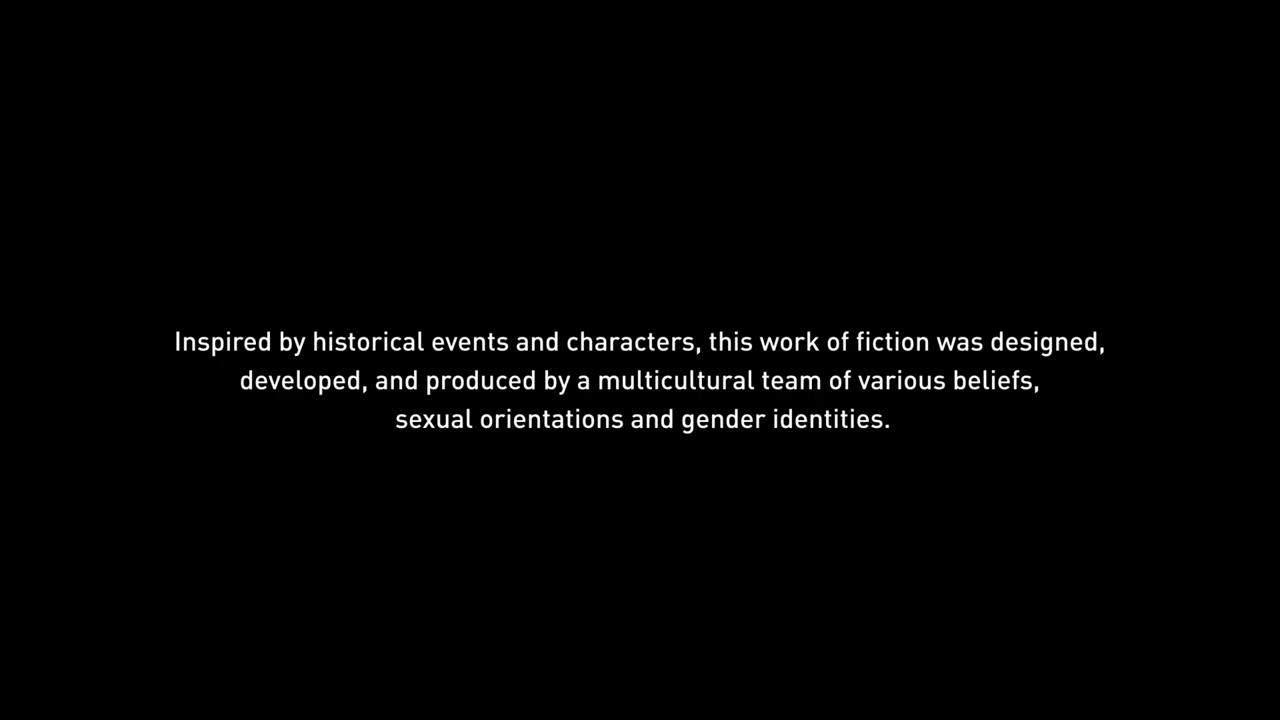 Inspired by historical events and characters, this work of fiction was designed,
developed, and produced by a multicultural team of various beliefs,
sexual orientations and gender identities.